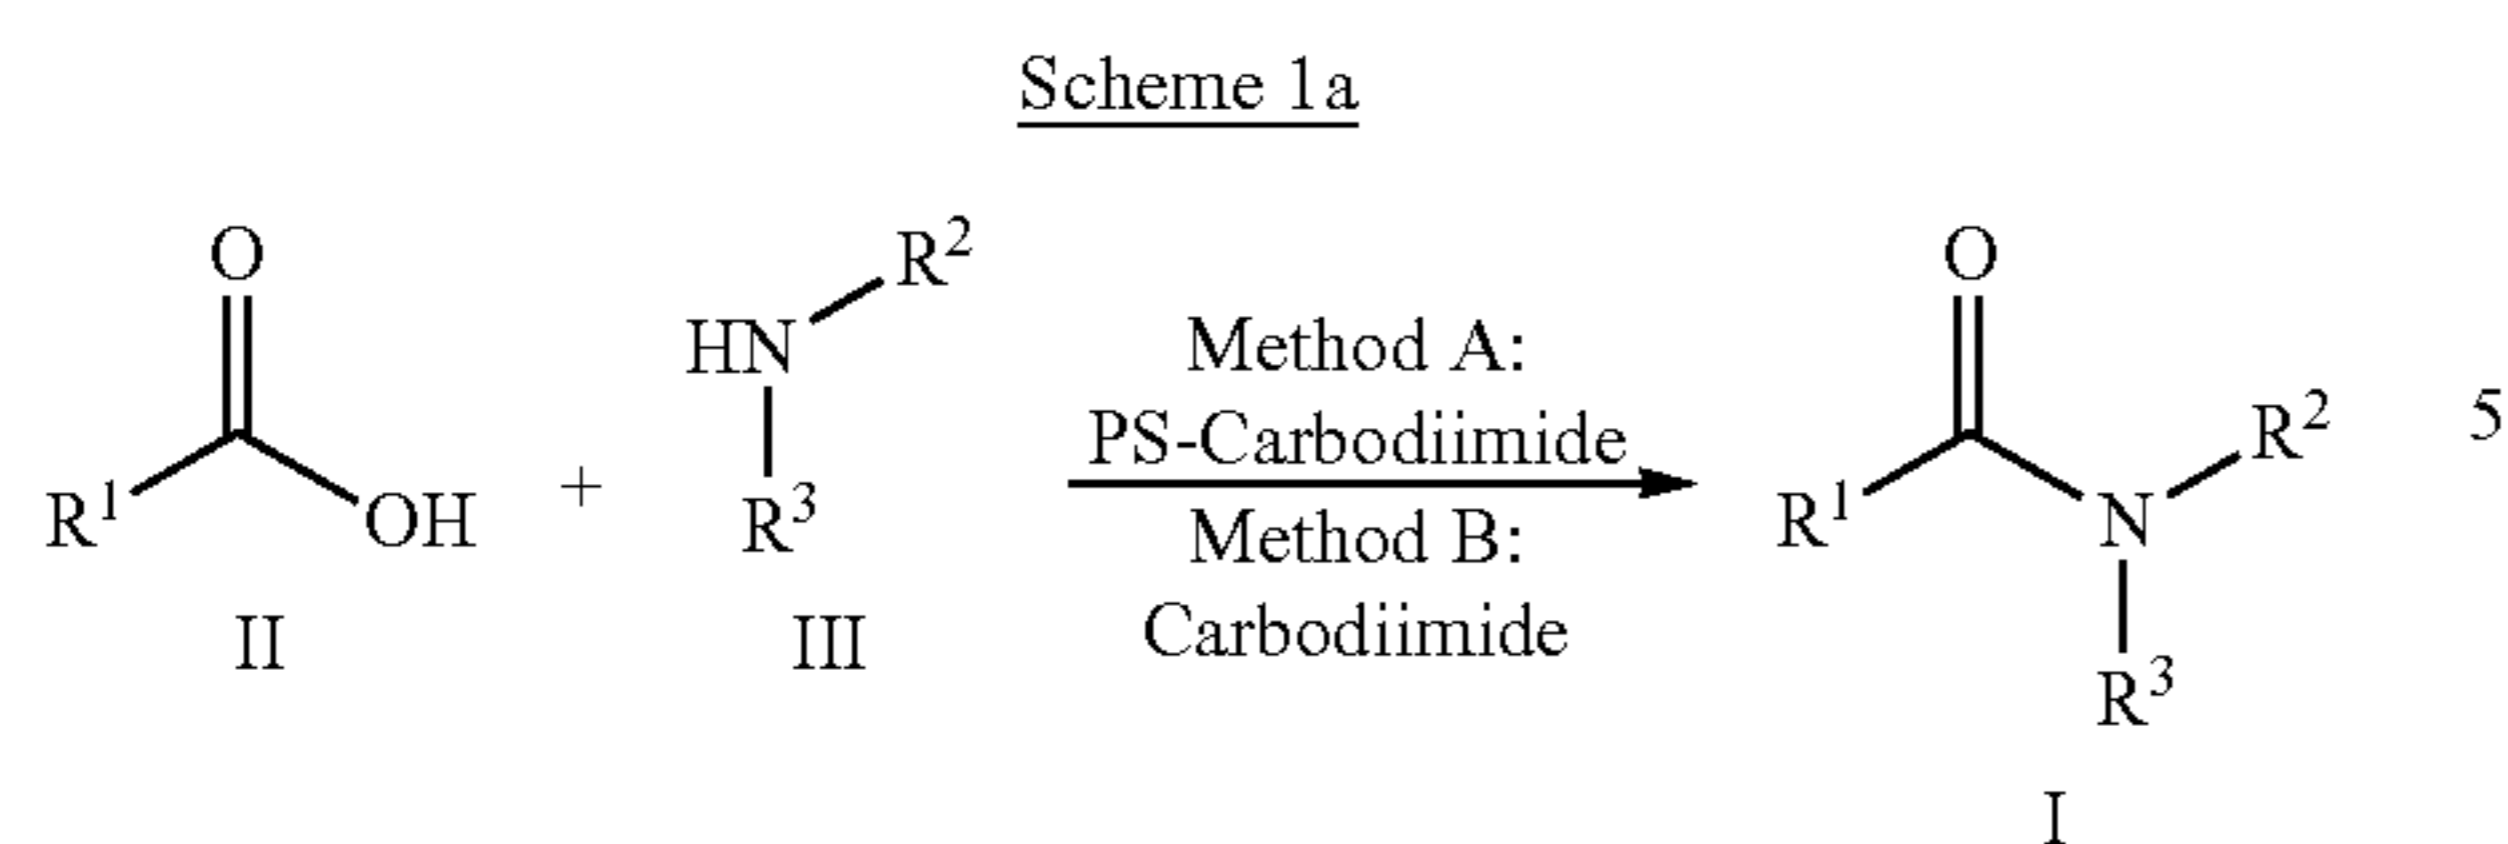 Scheme 1a
O
R¹
OH
II
+
HN
R²
R³
III
Method A:
PS-Carbodiimide
Method B:
Carbodiimide
O
R¹
N
R²
R³
I
5